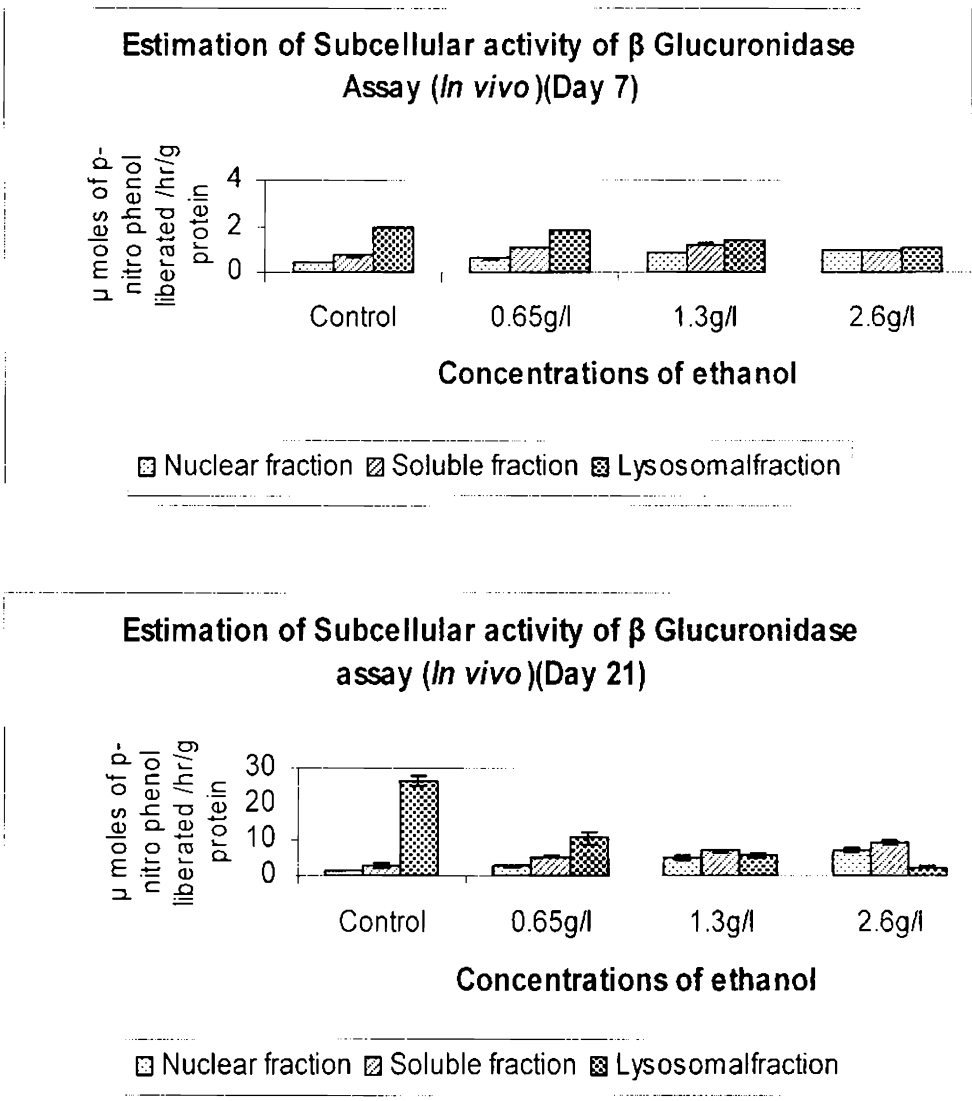 Estimation of Subcellular activity of β Glucuronidase
Assay (In vivo)(Day 7)
μ moles of p-
nitro phenol
liberated /hr/g
protein
4
2
0
Control 0.65g/l 1.3g/l 2.6g/l
Concentrations of ethanol
Nuclear fraction Soluble fraction Lysosomalfraction
Estimation of Subcellular activity of β Glucuronidase
assay (In vivo)(Day 21)
μ moles of p-
nitro phenol
liberated /hr/g
protein
30
20
10
0
Control 0.65g/l 1.3g/l 2.6g/l
Concentrations of ethanol
Nuclear fraction Soluble fraction Lysosomalfraction